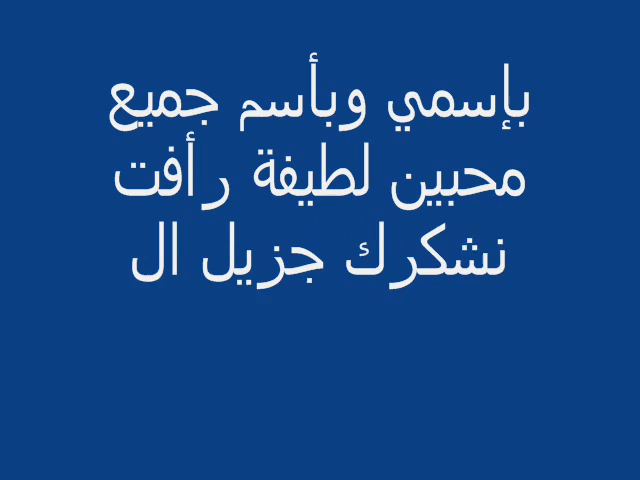 بإسمي وبأسم جميع
محبين لطيفة رأفت
نشكرك جزيل ال